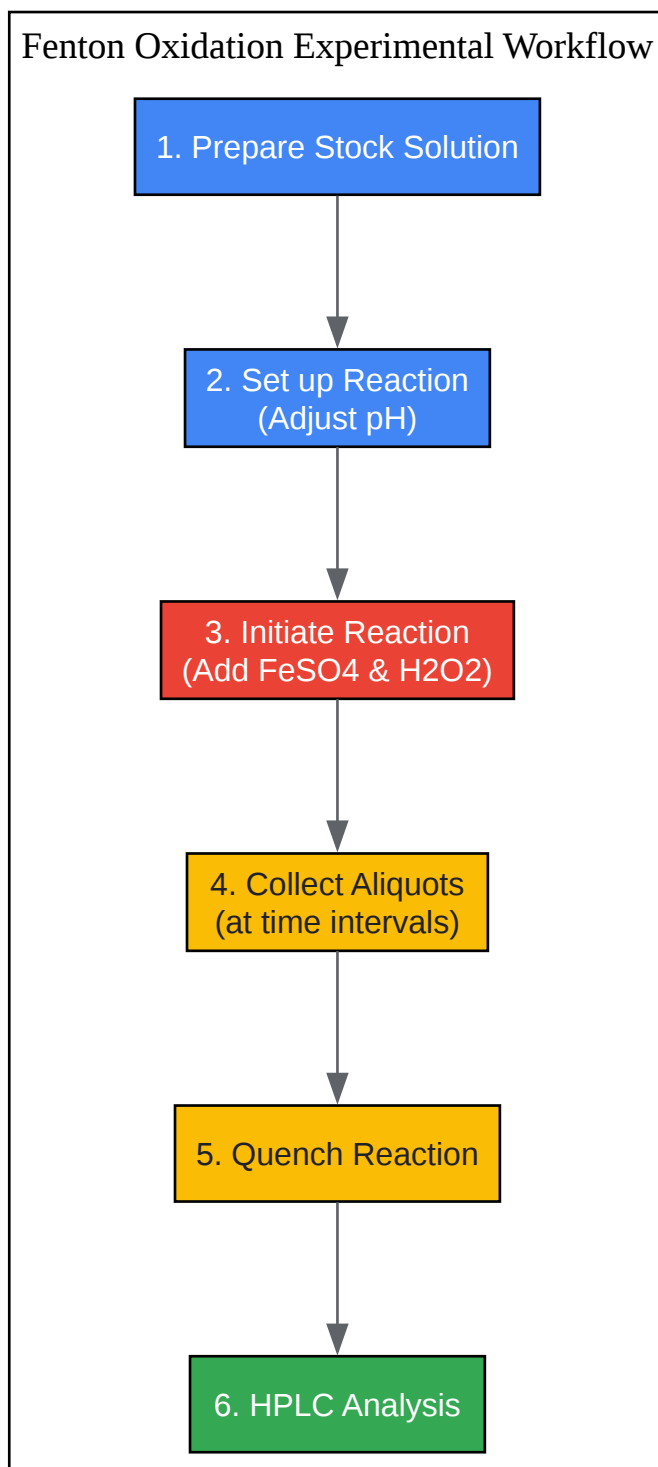 Fenton Oxidation Experimental Workflow
1. Prepare Stock Solution
2. Set up Reaction
(Adjust pH)
3. Initiate Reaction
(Add FeSO4 & H2O2)
4. Collect Aliquots
(at time intervals)
5. Quench Reaction
6. HPLC Analysis